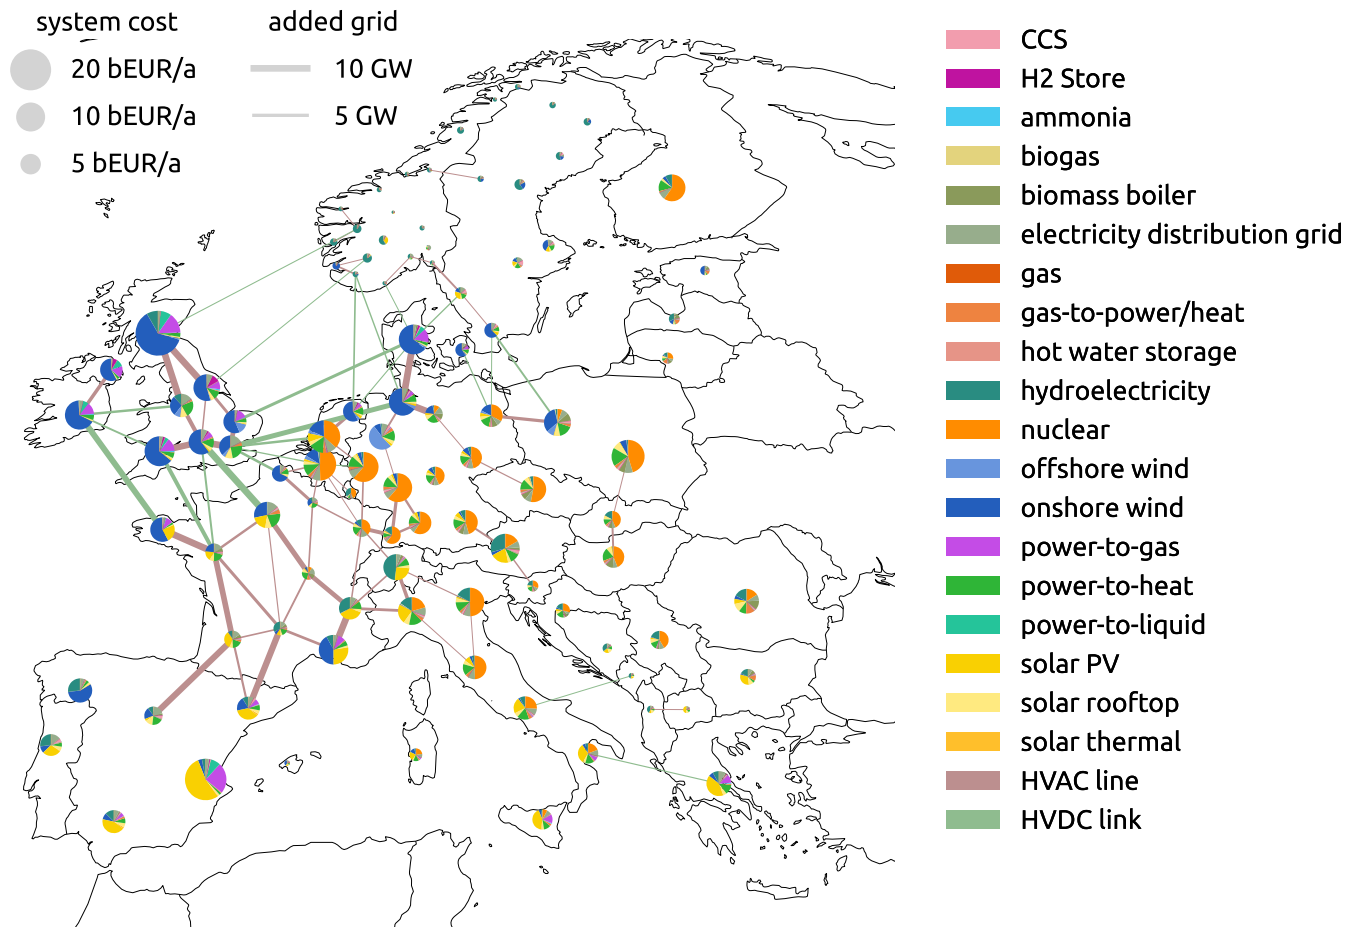 system cost
20 bEUR/a
10 bEUR/a
5 bEUR/a
added grid
10 GW
5 GW
CCS
H2 Store
ammonia
biogas
biomass boiler
electricity distribution grid
gas
gas-to-power/heat
hot water storage
hydroelectricity
nuclear
offshore wind
onshore wind
power-to-gas
power-to-heat
power-to-liquid
solar PV
solar rooftop
solar thermal
HVAC line
HVDC link